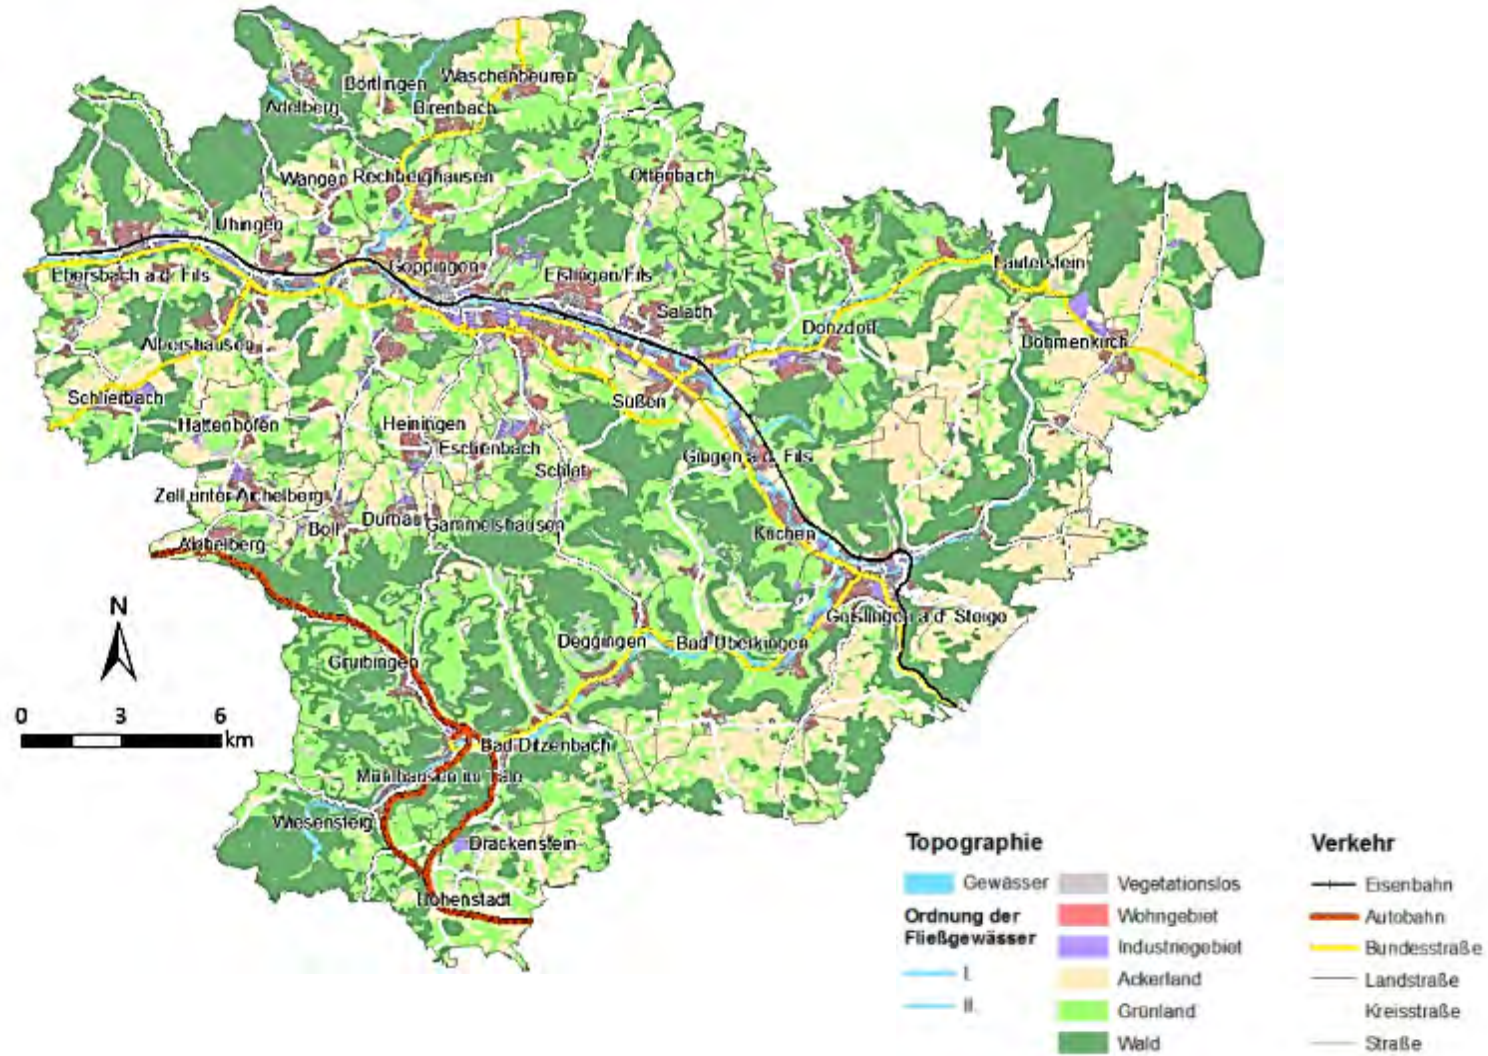 Börtlingen
Waschenbeuren
Adelberg
Birenbach
Wangen
Rechberghausen
Ottenbach
Uhingen
Göppingen
Ebersbach a.d. Fils
Eislingen/Fils
Lauterstein
Salach
Donzdorf
Albershausen
Böhmenkirch
Schlierbach
Süßen
Hattenhofen
Heiningen
Eschenbach
Gingen a.d. Fils
Schlat
Zell unter Aichelberg
Boll
Dürnau
Gammelshausen
Aichelberg
Kuchen
N
Geislingen a.d. Steige
Deggingen
Bad Überkingen
Gruibingen
0 3 6
km
Bad Ditzenbach
Mühlhausen im Täle
Wiesensteig
Drackenstein
Hohenstadt
Topographie
Gewässer
Ordnung der
Fließgewässer
I.
II.
Vegetationslos
Wohngebiet
Industriegebiet
Ackerland
Grünland
Wald
Verkehr
Eisenbahn
Autobahn
Bundesstraße
Landstraße
Kreisstraße
Straße